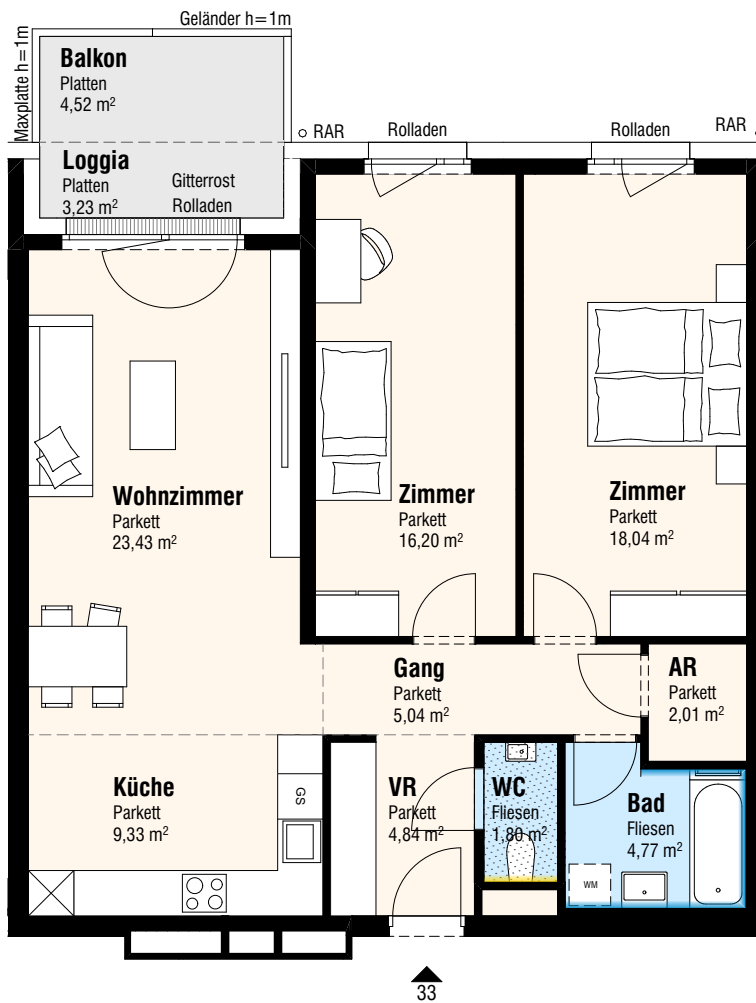 Geländer h=1m
Maxplatte h=1m
Balkon
Platten
4,52 m²
RAR
Rolladen
Rolladen
RAR
Loggia
Platten
3,23 m²
Gitterrost
Rolladen
Wohnzimmer
Parkett
23,43 m²
Zimmer
Parkett
16,20 m²
Zimmer
Parkett
18,04 m²
Gang
Parkett
5,04 m²
AR
Parkett
2,01 m²
Küche
Parkett
9,33 m²
GS
VR
Parkett
4,84 m²
WC
Fliesen
1,80 m²
Bad
Fliesen
4,77 m²
WM
33